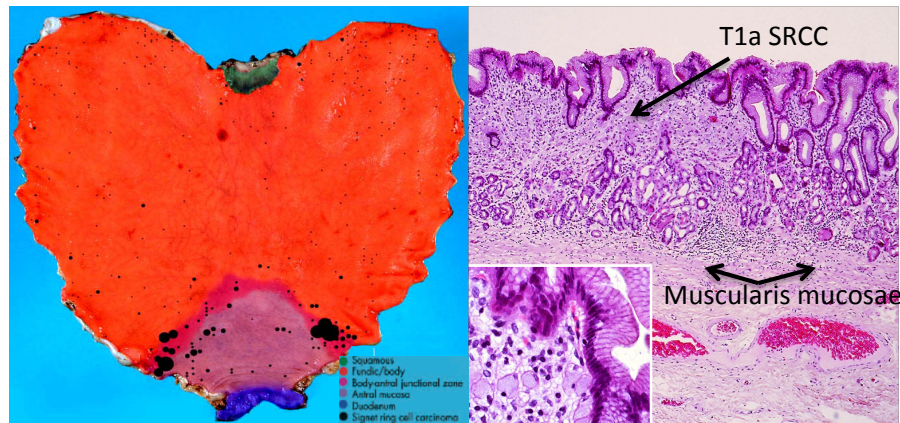 T1a SRCC
Muscularis mucosae
Squamous
Fundic/body
Body-antral junctional zone
Antral mucosa
Duodenum
Signet ring cell carcinoma